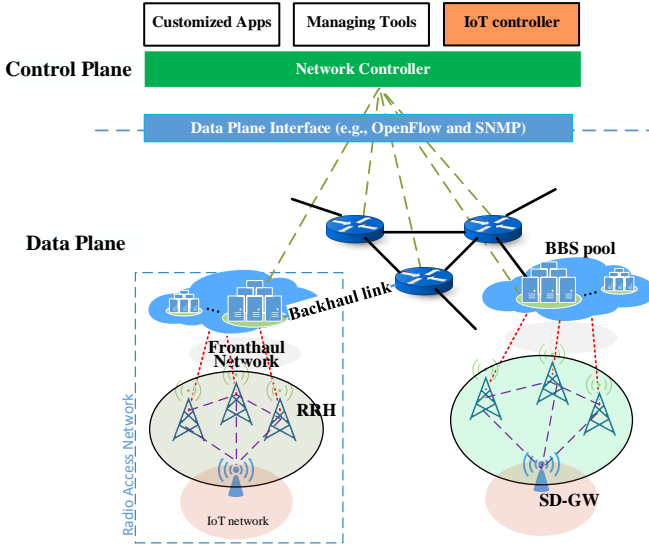 Customized Apps
Managing Tools
IoT controller
Control Plane
Network Controller
Data Plane Interface (e.g., OpenFlow and SNMP)
Data Plane
BBS pool
...
...
Backhaul link
Fronthaul
Network
RRH
Radio Access Network
SD-GW
IoT network